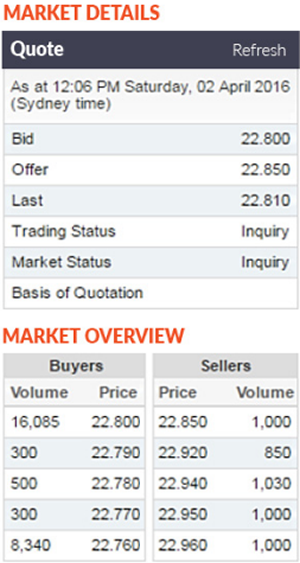 MARKET DETAILS
Quote Refresh
As at 12:06 PM Saturday, 02 April 2016
(Sydney time)
Bid 22.800
Offer 22.850
Last 22.810
Trading Status Inquiry
Market Status Inquiry
Basis of Quotation
MARKET OVERVIEW
Buyers Sellers
Volume Price Price Volume
16,085 22.800 22.850 1,000
300 22.790 22.920 850
500 22.780 22.940 1,030
300 22.770 22.950 1,000
8,340 22.760 22.960 1,000